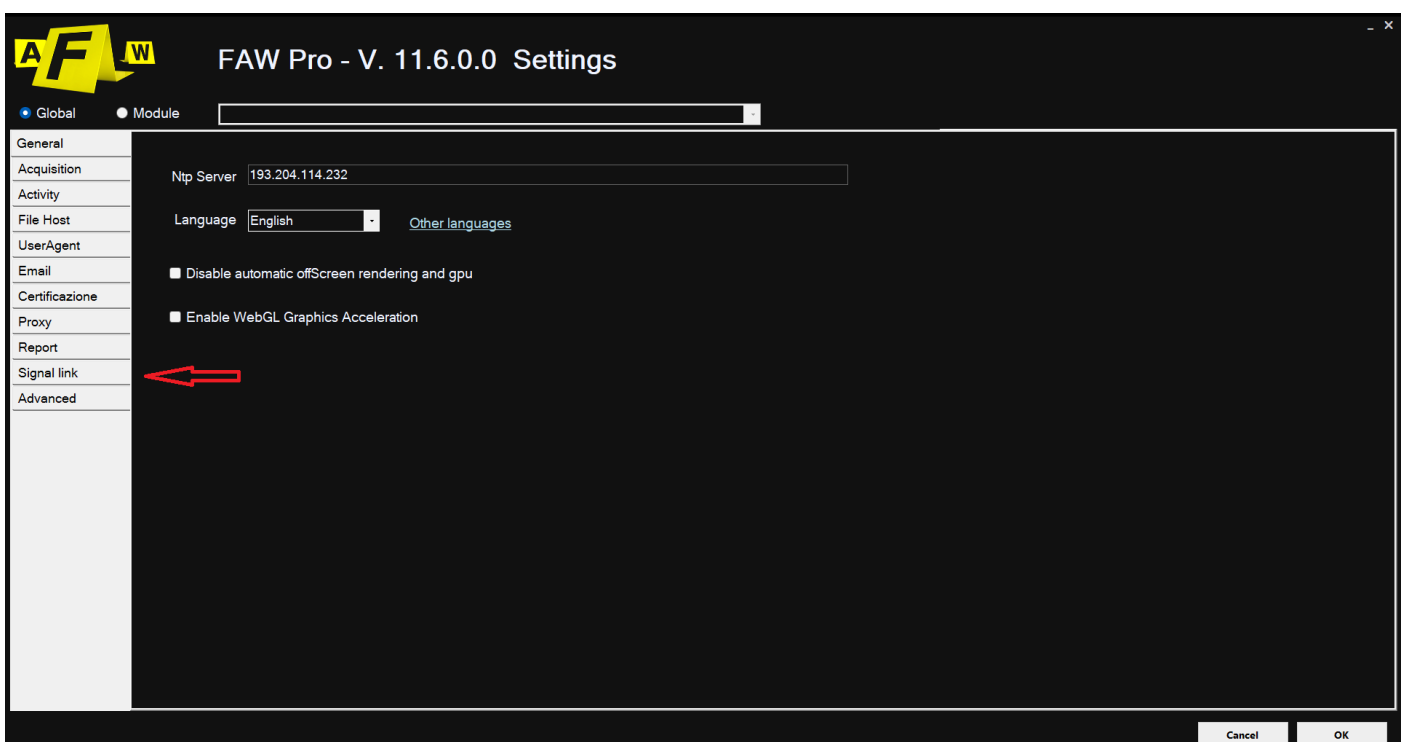 AFW
FAW Pro - V. 11.6.0.0 Settings
Global
Module
General
Acquisition
Activity
File Host
UserAgent
Email
Certificazione
Proxy
Report
Signal link
Advanced
Ntp Server 193.204.114.232
Language English Other languages
Disable automatic offScreen rendering and gpu
Enable WebGL Graphics Acceleration
Cancel
OK